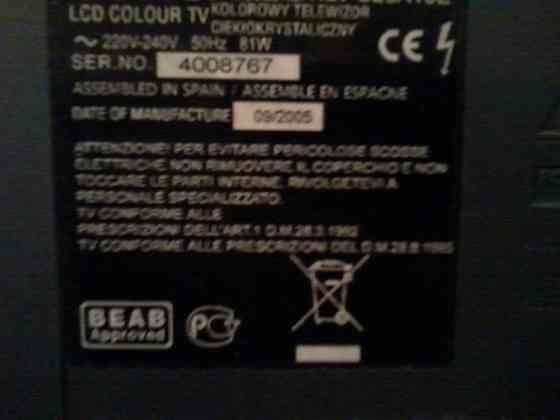 LCD COLOUR TV KOLOROWY TELEWIZOR
CIEKŁOKRYSTALICZNY
~ 220V-240V 50Hz 81W
CE
SER.NO. 4008767
ASSEMBLED IN SPAIN / ASSEMBLE EN ESPAGNE
DATE OF MANUFACTURE 09/2005
ATTENZIONE! PER EVITARE PERICOLOSE SCOSSE
ELETTRICHE NON RIMUOVERE IL COPERCHIO E NON
TOCCARE LE PARTI INTERNE. RIVOLGETEVI A
PERSONALE SPECIALIZZATO.
TV CONFORME ALLE
PRESCRIZIONI DELL'ART.1 D.M.26.3.1992
TV CONFORME ALLE PRESCRIZIONI DEL D.M.26.8.1995
BEAB
Approved